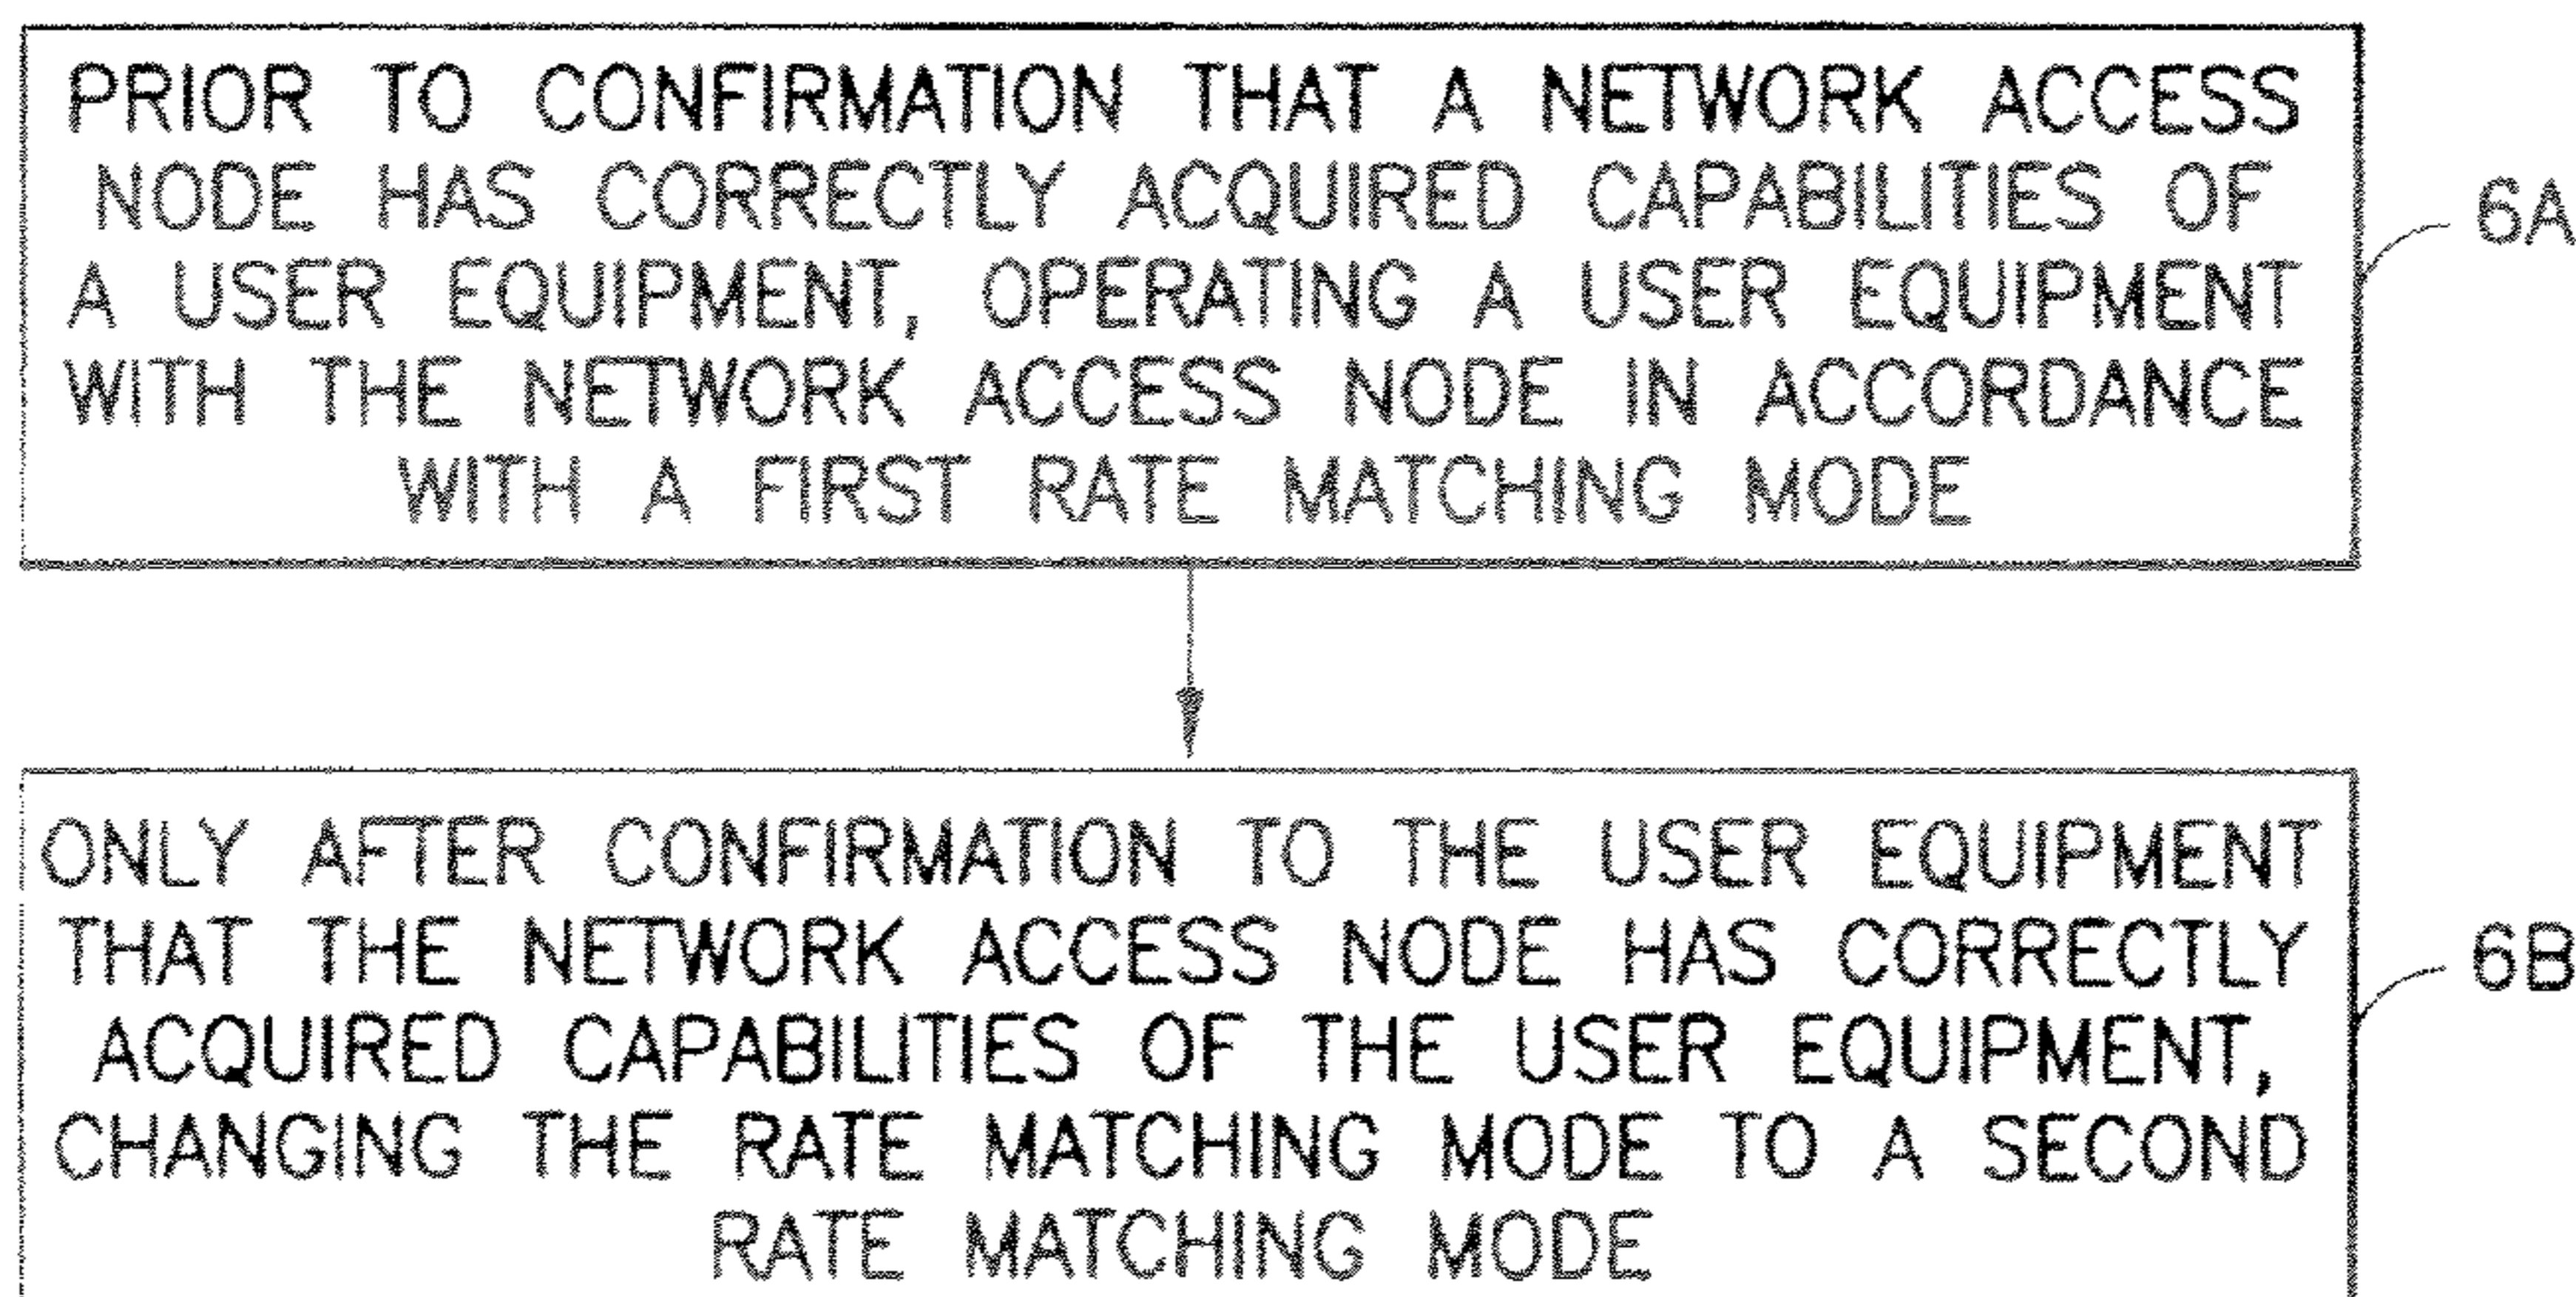 PRIOR TO CONFIRMATION THAT A NETWORK ACCESS
NODE HAS CORRECTLY ACQUIRED CAPABILITIES OF
A USER EQUIPMENT, OPERATING A USER EQUIPMENT
WITH THE NETWORK ACCESS NODE IN ACCORDANCE
WITH A FIRST RATE MATCHING MODE
6A
ONLY AFTER CONFIRMATION TO THE USER EQUIPMENT
THAT THE NETWORK ACCESS NODE HAS CORRECTLY
ACQUIRED CAPABILITIES OF THE USER EQUIPMENT,
CHANGING THE RATE MATCHING MODE TO A SECOND
RATE MATCHING MODE
6B